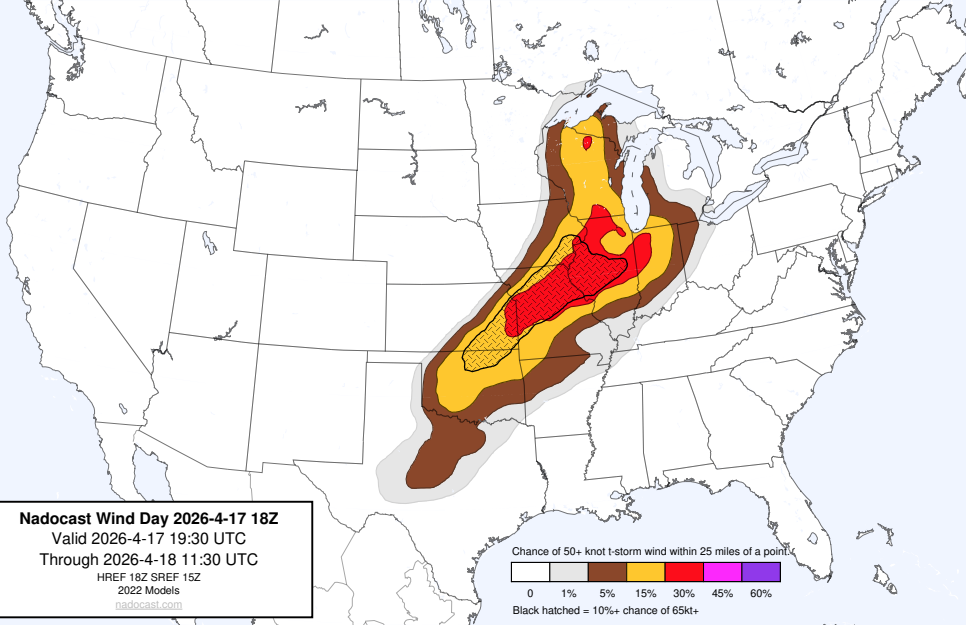 Nadocast Wind Day 2026-4-17 18Z
Valid 2026-4-17 19:30 UTC
Through 2026-4-18 11:30 UTC
HREF 18Z SREF 15Z
2022 Models
nadocast.com
Chance of 50+ knot t-storm wind within 25 miles of a point.
0 1% 5% 15% 30% 45% 60%
Black hatched = 10%+ chance of 65kt+